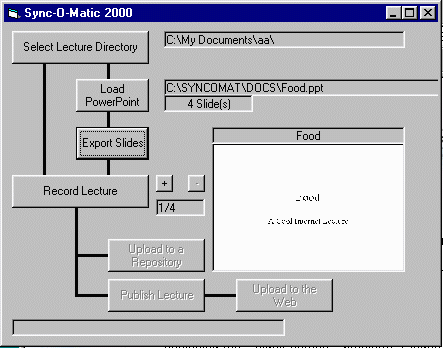 Sync-O-Matic 2000
Select Lecture Directory
C:\My Documents\aa\
Load
PowerPoint
C:\SYNCOMAT\DOCS\Food.ppt
4 Slide(s)
Export Slides
Food
Record Lecture
+
-
1/4
Food
A Cool Internet Lecture
Upload to a
Repository
Publish Lecture
Upload to the
Web